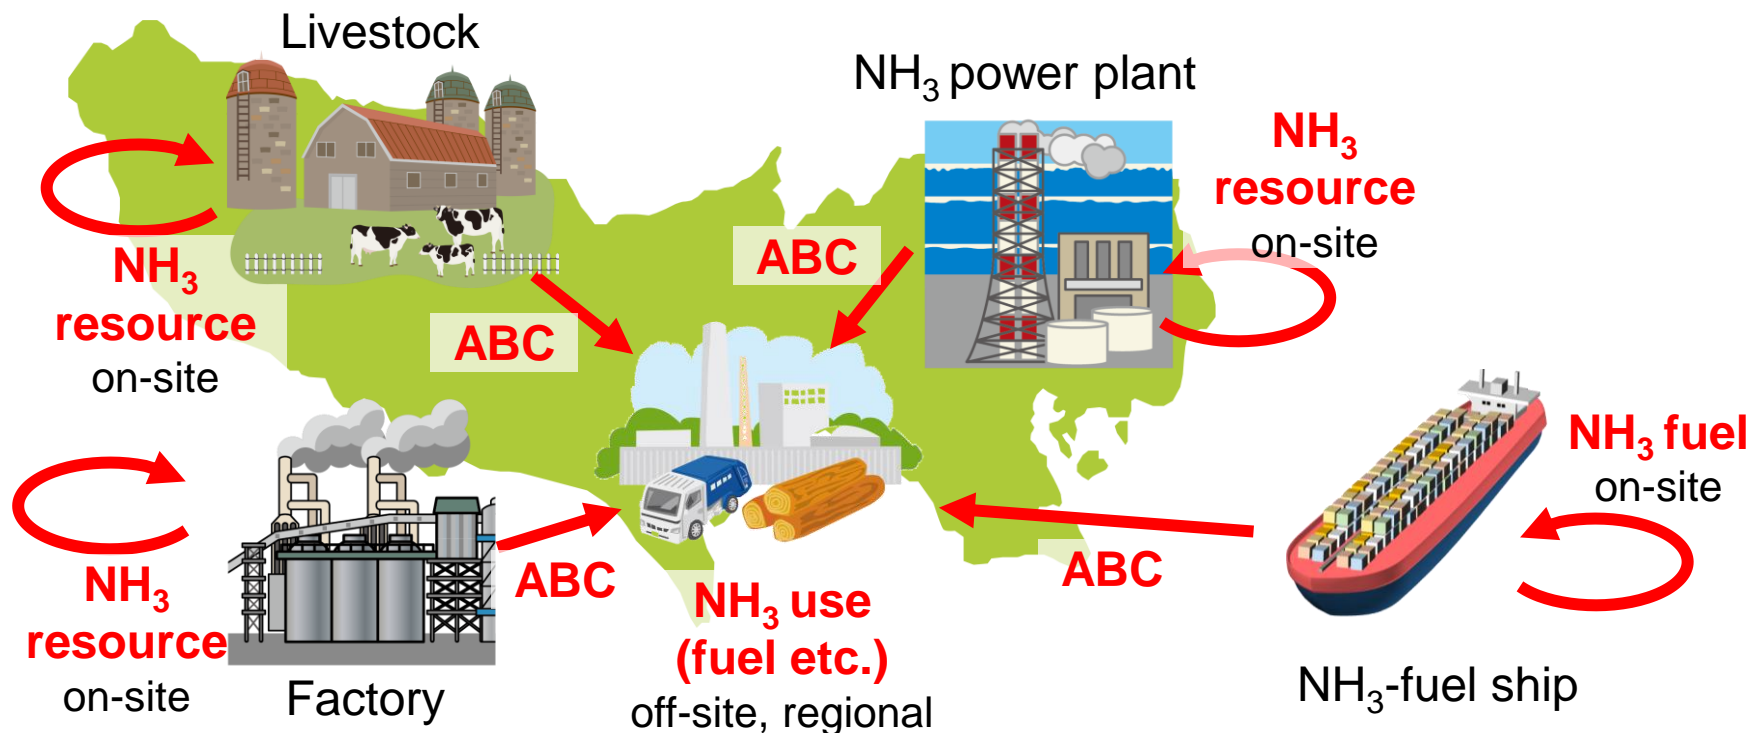 Livestock
NH₃ power plant
NH₃
resource
on-site
ABC
NH₃
resource
on-site
ABC
NH₃ fuel
on-site
ABC
ABC
NH₃
resource
on-site
Factory
NH₃ use
(fuel etc.)
off-site, regional
NH₃-fuel ship